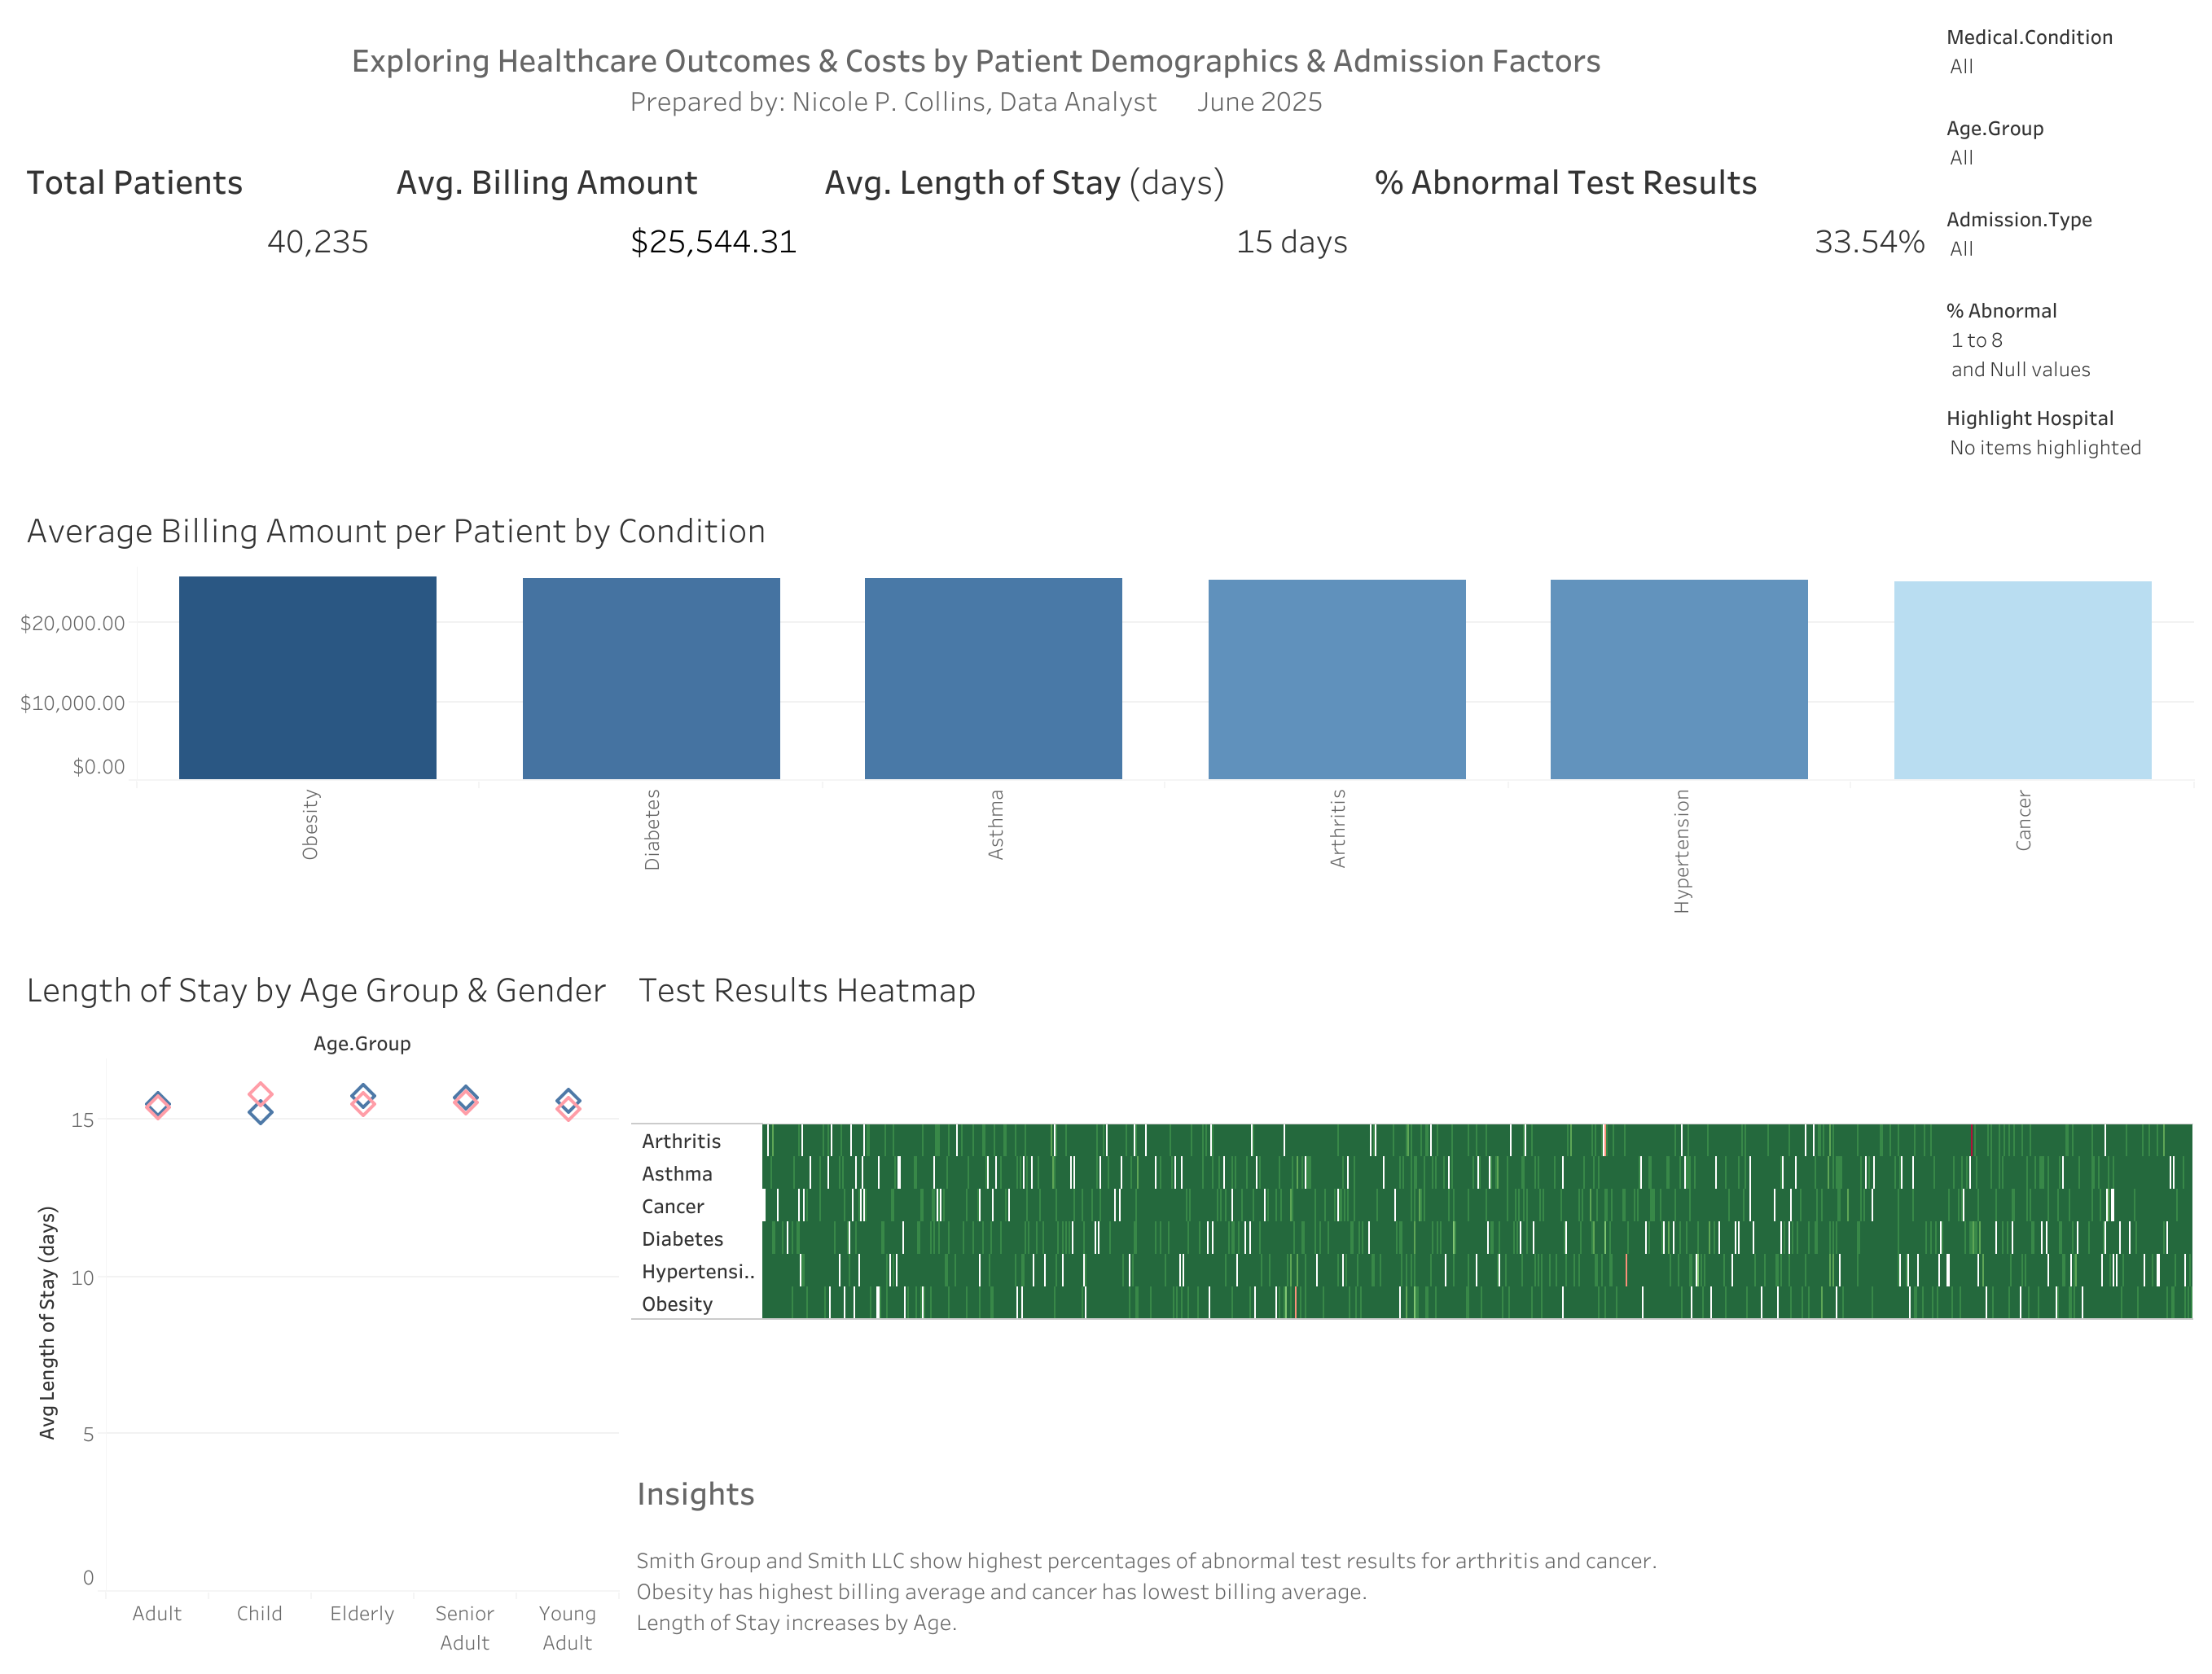 Exploring Healthcare Outcomes & Costs by Patient Demographics & Admission Factors
Prepared by: Nicole P. Collins, Data Analyst June 2025
Medical.Condition
All
Age.Group
All
Admission.Type
All
% Abnormal
1 to 8
and Null values
Highlight Hospital
No items highlighted
Total Patients
40,235
Avg. Billing Amount
$25,544.31
Avg. Length of Stay (days)
15 days
% Abnormal Test Results
33.54%
Average Billing Amount per Patient by Condition
$20,000.00
$10,000.00
$0.00
Obesity
Diabetes
Asthma
Arthritis
Hypertension
Cancer
Length of Stay by Age Group & Gender
Age.Group
Avg Length of Stay (days)
15
10
5
0
Adult
Child
Elderly
Senior
Adult
Young
Adult
Test Results Heatmap
Arthritis
Asthma
Cancer
Diabetes
Hypertensi..
Obesity
Insights
Smith Group and Smith LLC show highest percentages of abnormal test results for arthritis and cancer.
Obesity has highest billing average and cancer has lowest billing average.
Length of Stay increases by Age.